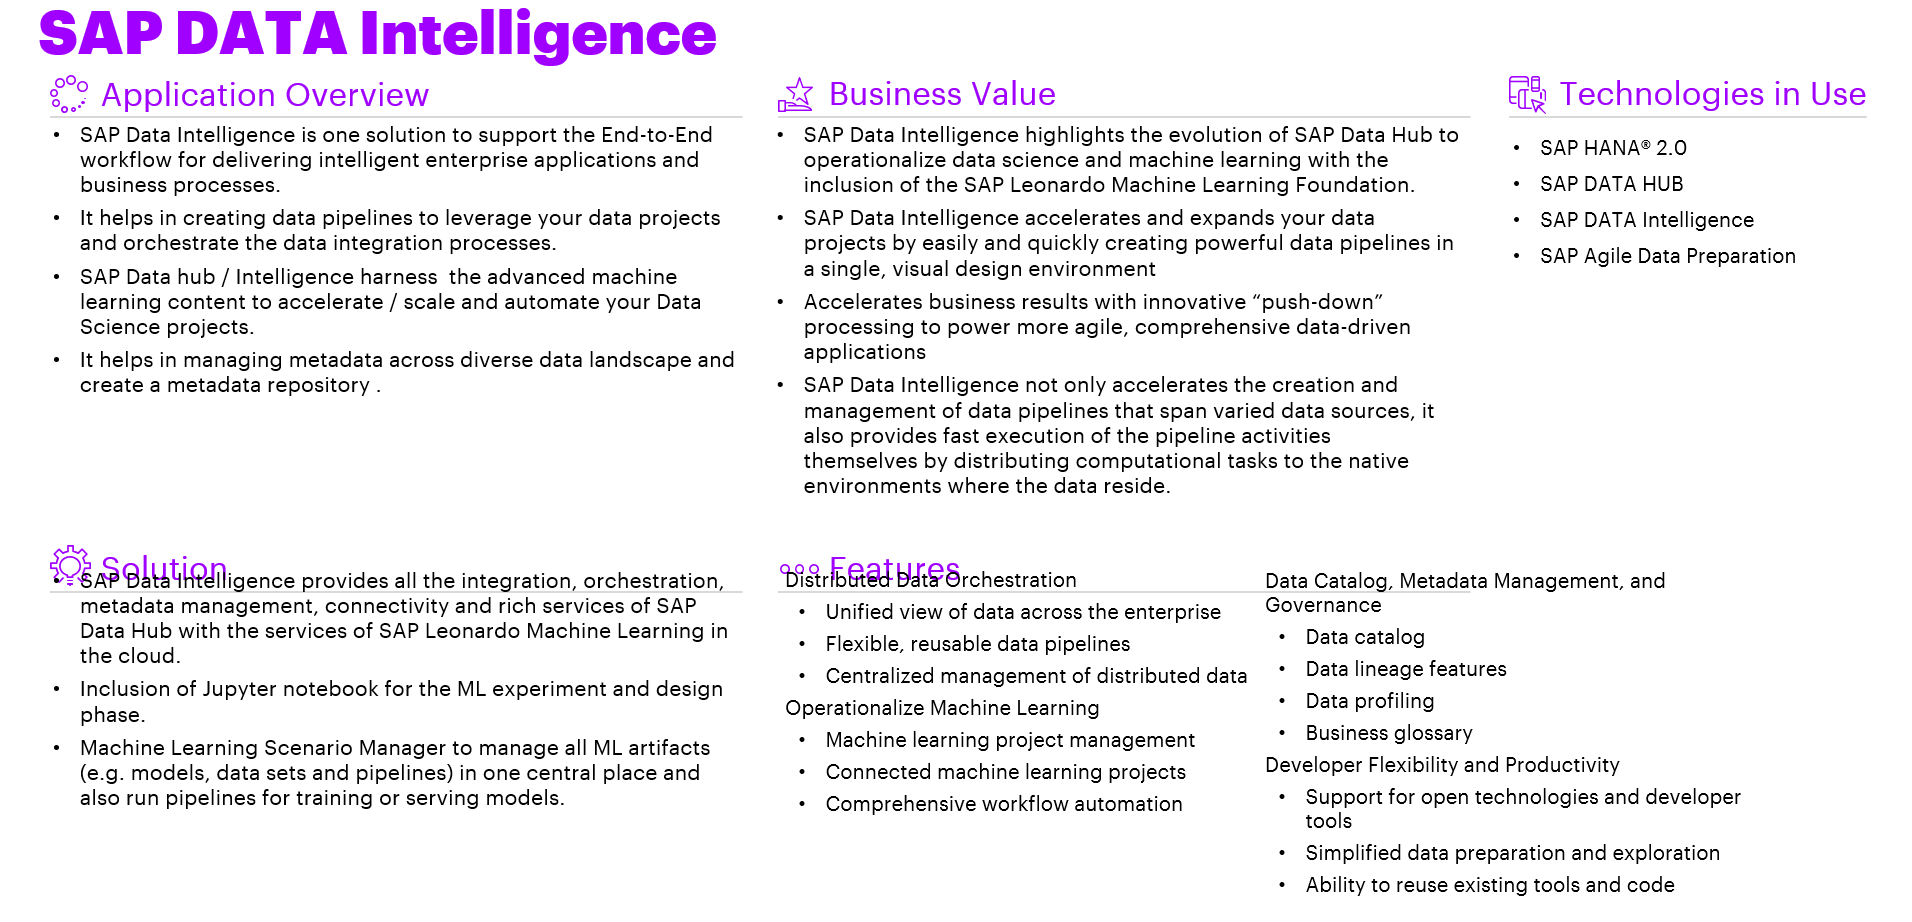 SAP DATA Intelligence
Application Overview
• SAP Data Intelligence is one solution to support the End-to-End
workflow for delivering intelligent enterprise applications and
business processes.
• It helps in creating data pipelines to leverage your data projects
and orchestrate the data integration processes.
• SAP Data hub / Intelligence harness  the advanced machine
learning content to accelerate / scale and automate your Data
Science projects.
• It helps in managing metadata across diverse data landscape and
create a metadata repository .
Business Value
• SAP Data Intelligence highlights the evolution of SAP Data Hub to
operationalize data science and machine learning with the
inclusion of the SAP Leonardo Machine Learning Foundation.
• SAP Data Intelligence accelerates and expands your data
projects by easily and quickly creating powerful data pipelines in
a single, visual design environment
• Accelerates business results with innovative “push-down”
processing to power more agile, comprehensive data-driven
applications
• SAP Data Intelligence not only accelerates the creation and
management of data pipelines that span varied data sources, it
also provides fast execution of the pipeline activities
themselves by distributing computational tasks to the native
environments where the data reside.
Technologies in Use
• SAP HANA® 2.0
• SAP DATA HUB
• SAP DATA Intelligence
• SAP Agile Data Preparation
Solution
• SAP Data Intelligence provides all the integration, orchestration,
metadata management, connectivity and rich services of SAP
Data Hub with the services of SAP Leonardo Machine Learning in
the cloud.
• Inclusion of Jupyter notebook for the ML experiment and design
phase.
• Machine Learning Scenario Manager to manage all ML artifacts
(e.g. models, data sets and pipelines) in one central place and
also run pipelines for training or serving models.
Features
Distributed Data Orchestration
• Unified view of data across the enterprise
• Flexible, reusable data pipelines
• Centralized management of distributed data
Operationalize Machine Learning
• Machine learning project management
• Connected machine learning projects
• Comprehensive workflow automation
Data Catalog, Metadata Management, and
Governance
• Data catalog
• Data lineage features
• Data profiling
• Business glossary
Developer Flexibility and Productivity
• Support for open technologies and developer
tools
• Simplified data preparation and exploration
• Ability to reuse existing tools and code